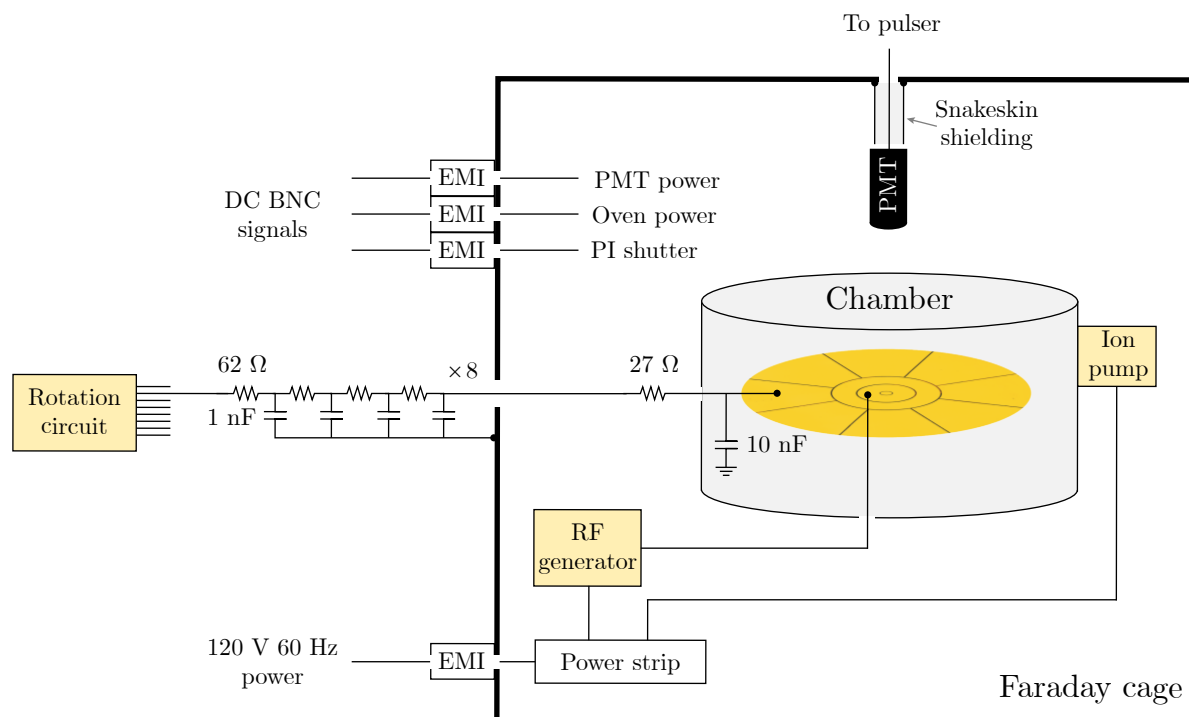 To pulser
Snakeskin
shielding
PMT
EMI
PMT power
DC BNC
signals
EMI
Oven power
EMI
PI shutter
Chamber
Ion
pump
62 Ω
×8
27 Ω
Rotation
circuit
1 nF
10 nF
RF
generator
120 V 60 Hz
power
EMI
Power strip
Faraday cage